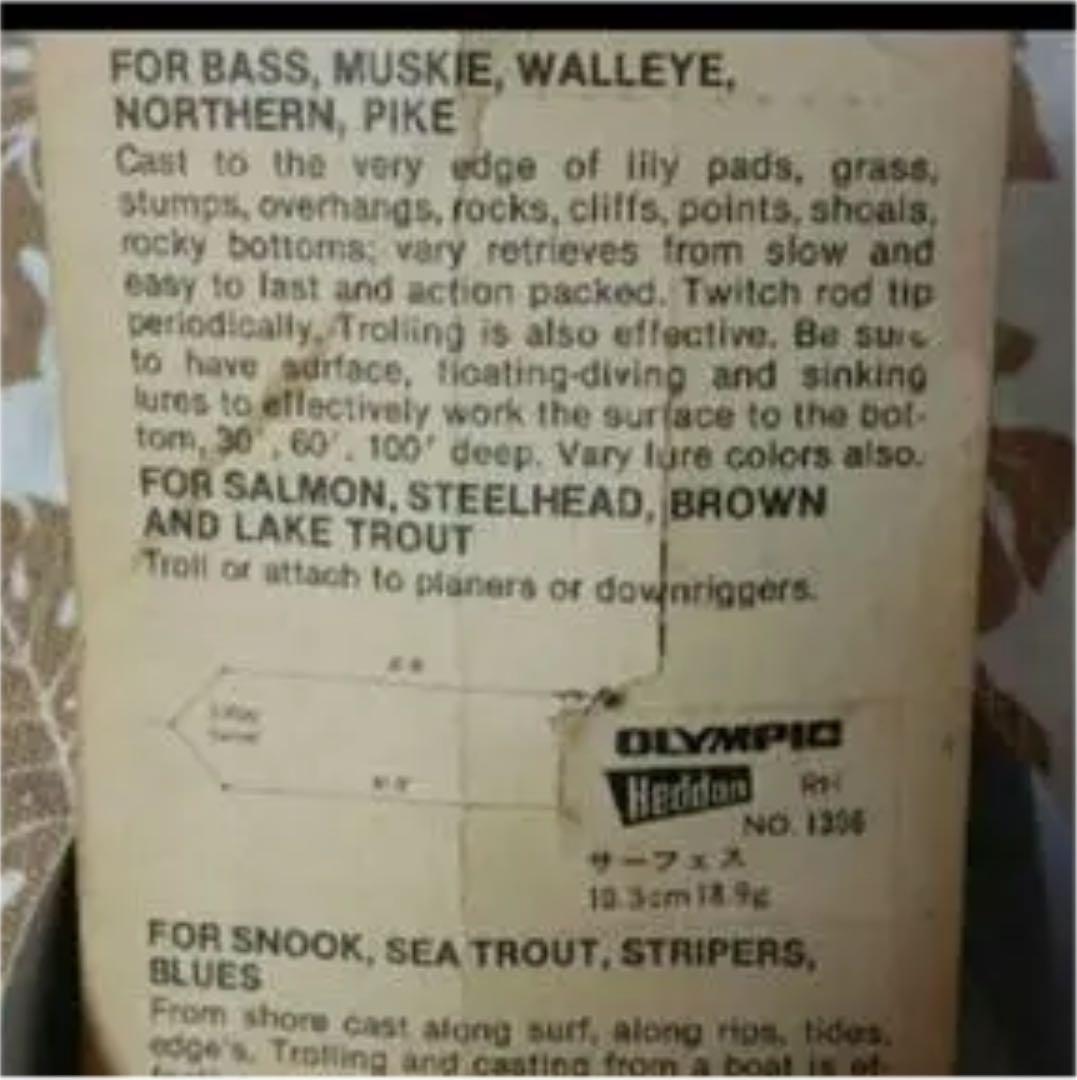 FOR BASS, MUSKIE, WALLEYE,
NORTHERN, PIKE
Cast to the very edge of lily pads, grass,
stumps, overhangs, rocks, cliffs, points, shoals,
rocky bottoms; vary retrieves from slow and
easy to fast and action packed. Twitch rod tip
periodically. Trolling is also effective. Be sure
to have surface, floating-diving and sinking
lures to effectively work the surface to the bot-
tom, 30', 60', 100' deep. Vary lure colors also.
FOR SALMON, STEELHEAD, BROWN
AND LAKE TROUT
Troll or attach to planers or downriggers.
OLYMPIC
Heddon
NO.
サーフェス
10.3cm 18.9g
FOR SNOOK, SEA TROUT, STRIPERS,
BLUES
From shore cast along surf, along rips, tides,
edge's. Trolling and casting from a boat is ef-